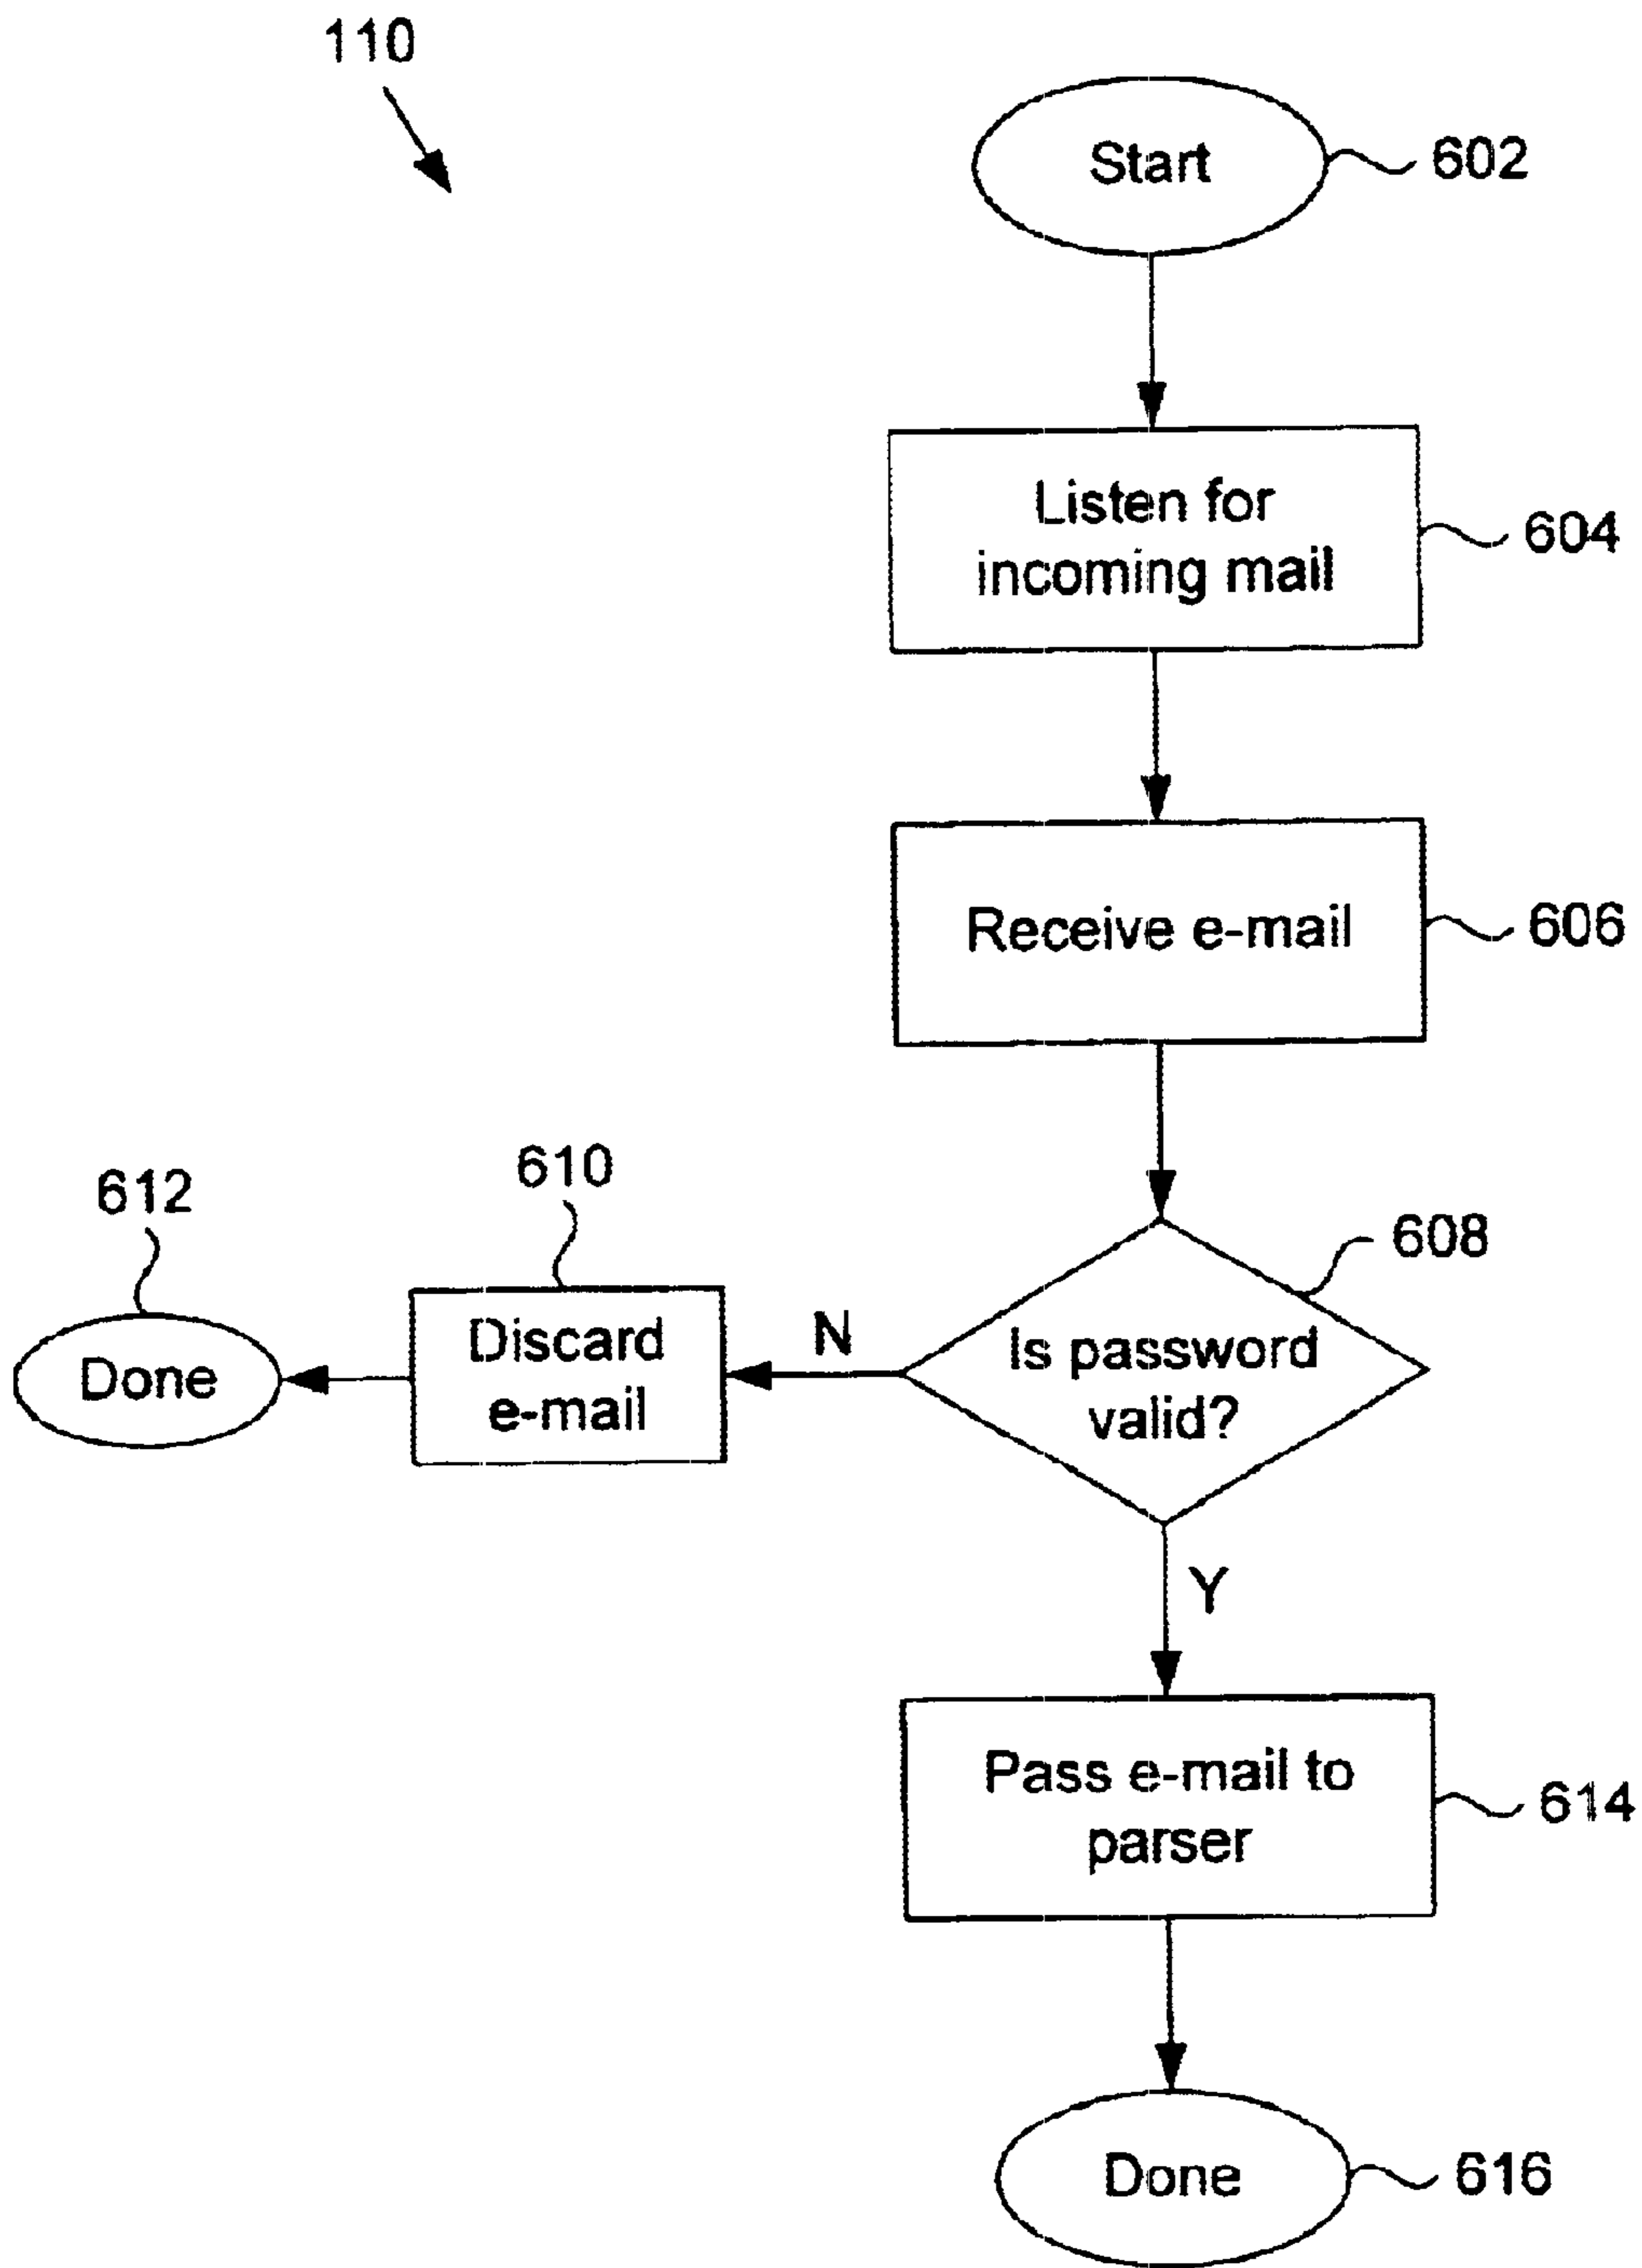 110
Start
602
Listen for
incoming mail
604
Receive e-mail
606
612
610
608
Done
Discard
e-mail
N
Is password
valid?
Y
Pass e-mail to
parser
614
Done
616